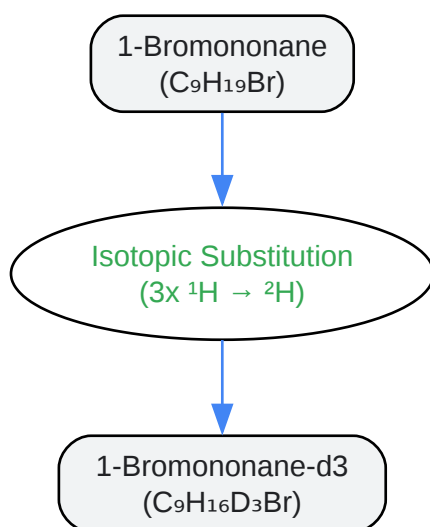 1-Bromononane
(C₉H₁₉Br)
Isotopic Substitution
(3x ¹H → ²H)
1-Bromononane-d3
(C₉H₁₆D₃Br)